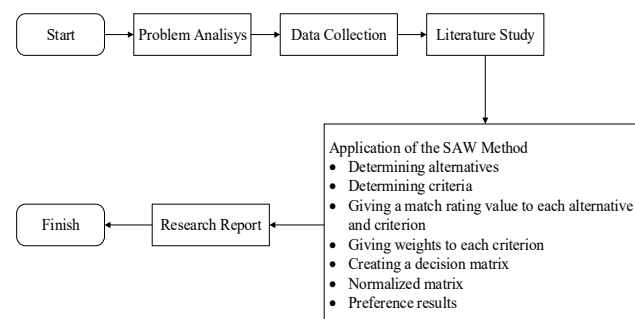 Start
Problem Analisys
Data Collection
Literature Study
Application of the SAW Method
• Determining alternatives
• Determining criteria
• Giving a match rating value to each alternative
and criterion
• Giving weights to each criterion
• Creating a decision matrix
• Normalized matrix
• Preference results
Research Report
Finish